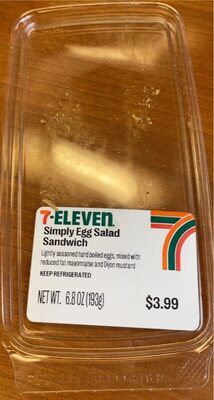 7-ELEVEN
Simply Egg Salad
Sandwich
Lightly seasoned hard boiled eggs, mixed with
reduced fat mayonnaise and Dijon mustard
KEEP REFRIGERATED
NET WT. 6.8 OZ (193g)
$3.99